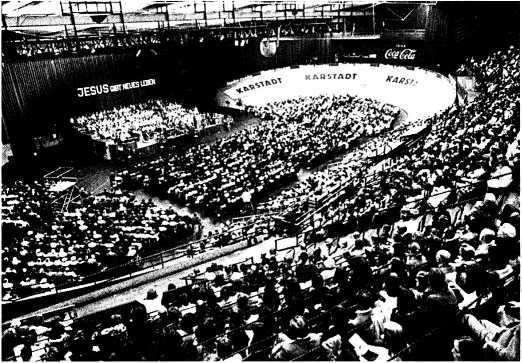 JESUS GIBT NEUES LEBEN
Coca-Cola
KARSTADT
KARSTADT
KARST